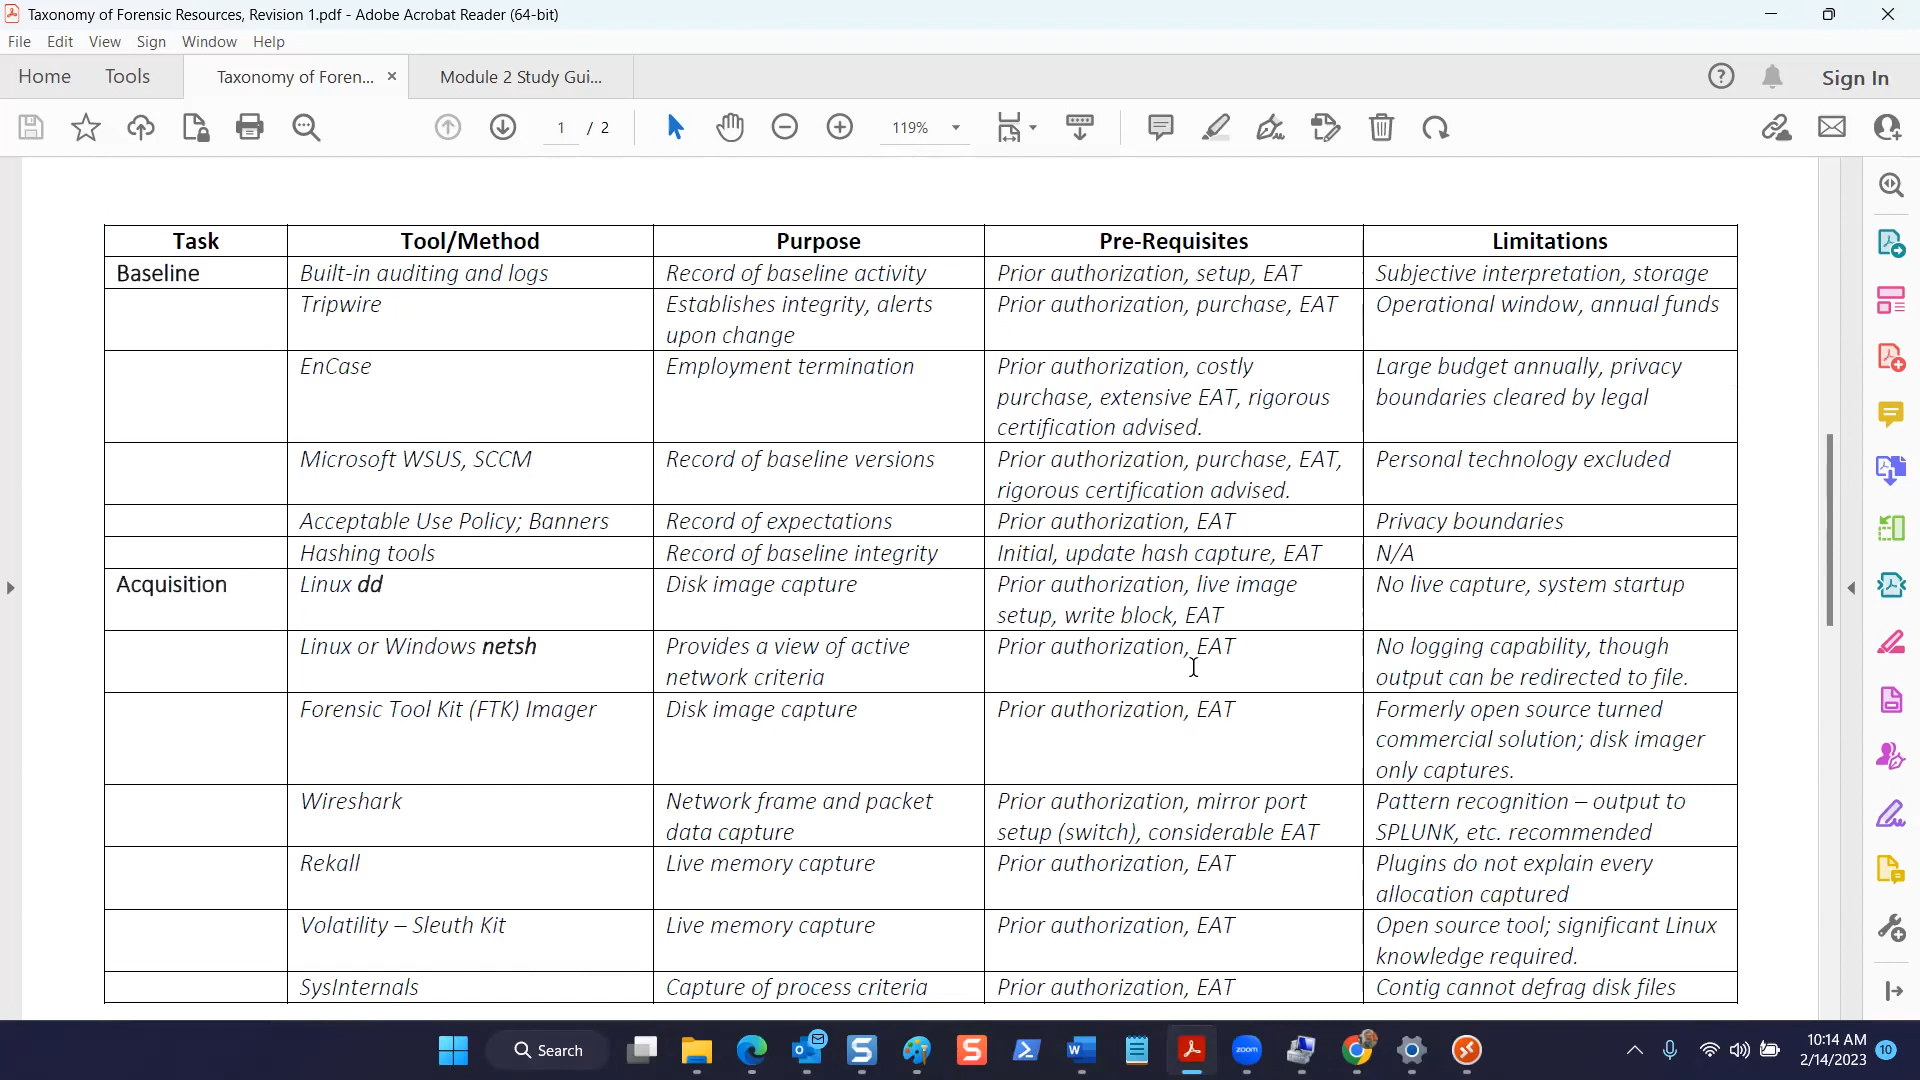 Taxonomy of Forensic Resources, Revision 1.pdf - Adobe Acrobat Reader (64-bit)
File Edit View Sign Window Help
Home Tools Taxonomy of Foren... × Module 2 Study Gui... Sign In
1 / 2 119%
Task Tool/Method Purpose Pre-Requisites Limitations
Baseline Built-in auditing and logs Record of baseline activity Prior authorization, setup, EAT Subjective interpretation, storage
Tripwire Establishes integrity, alerts Prior authorization, purchase, EAT Operational window, annual funds
upon change
EnCase Employment termination Prior authorization, costly Large budget annually, privacy
purchase, extensive EAT, rigorous boundaries cleared by legal
certification advised.
Microsoft WSUS, SCCM Record of baseline versions Prior authorization, purchase, EAT, Personal technology excluded
rigorous certification advised.
Acceptable Use Policy; Banners Record of expectations Prior authorization, EAT Privacy boundaries
Hashing tools Record of baseline integrity Initial, update hash capture, EAT N/A
Acquisition Linux dd Disk image capture Prior authorization, live image No live capture, system startup
setup, write block, EAT
Linux or Windows netsh Provides a view of active Prior authorization, EAT No logging capability, though
network criteria output can be redirected to file.
Forensic Tool Kit (FTK) Imager Disk image capture Prior authorization, EAT Formerly open source turned
commercial solution; disk imager
only captures.
Wireshark Network frame and packet Prior authorization, mirror port Pattern recognition – output to
data capture setup (switch), considerable EAT SPLUNK, etc. recommended
Rekall Live memory capture Prior authorization, EAT Plugins do not explain every
allocation captured
Volatility – Sleuth Kit Live memory capture Prior authorization, EAT Open source tool; significant Linux
knowledge required.
SysInternals Capture of process criteria Prior authorization, EAT Contig cannot defrag disk files
Search
zoom
10:14 AM
2/14/2023 10